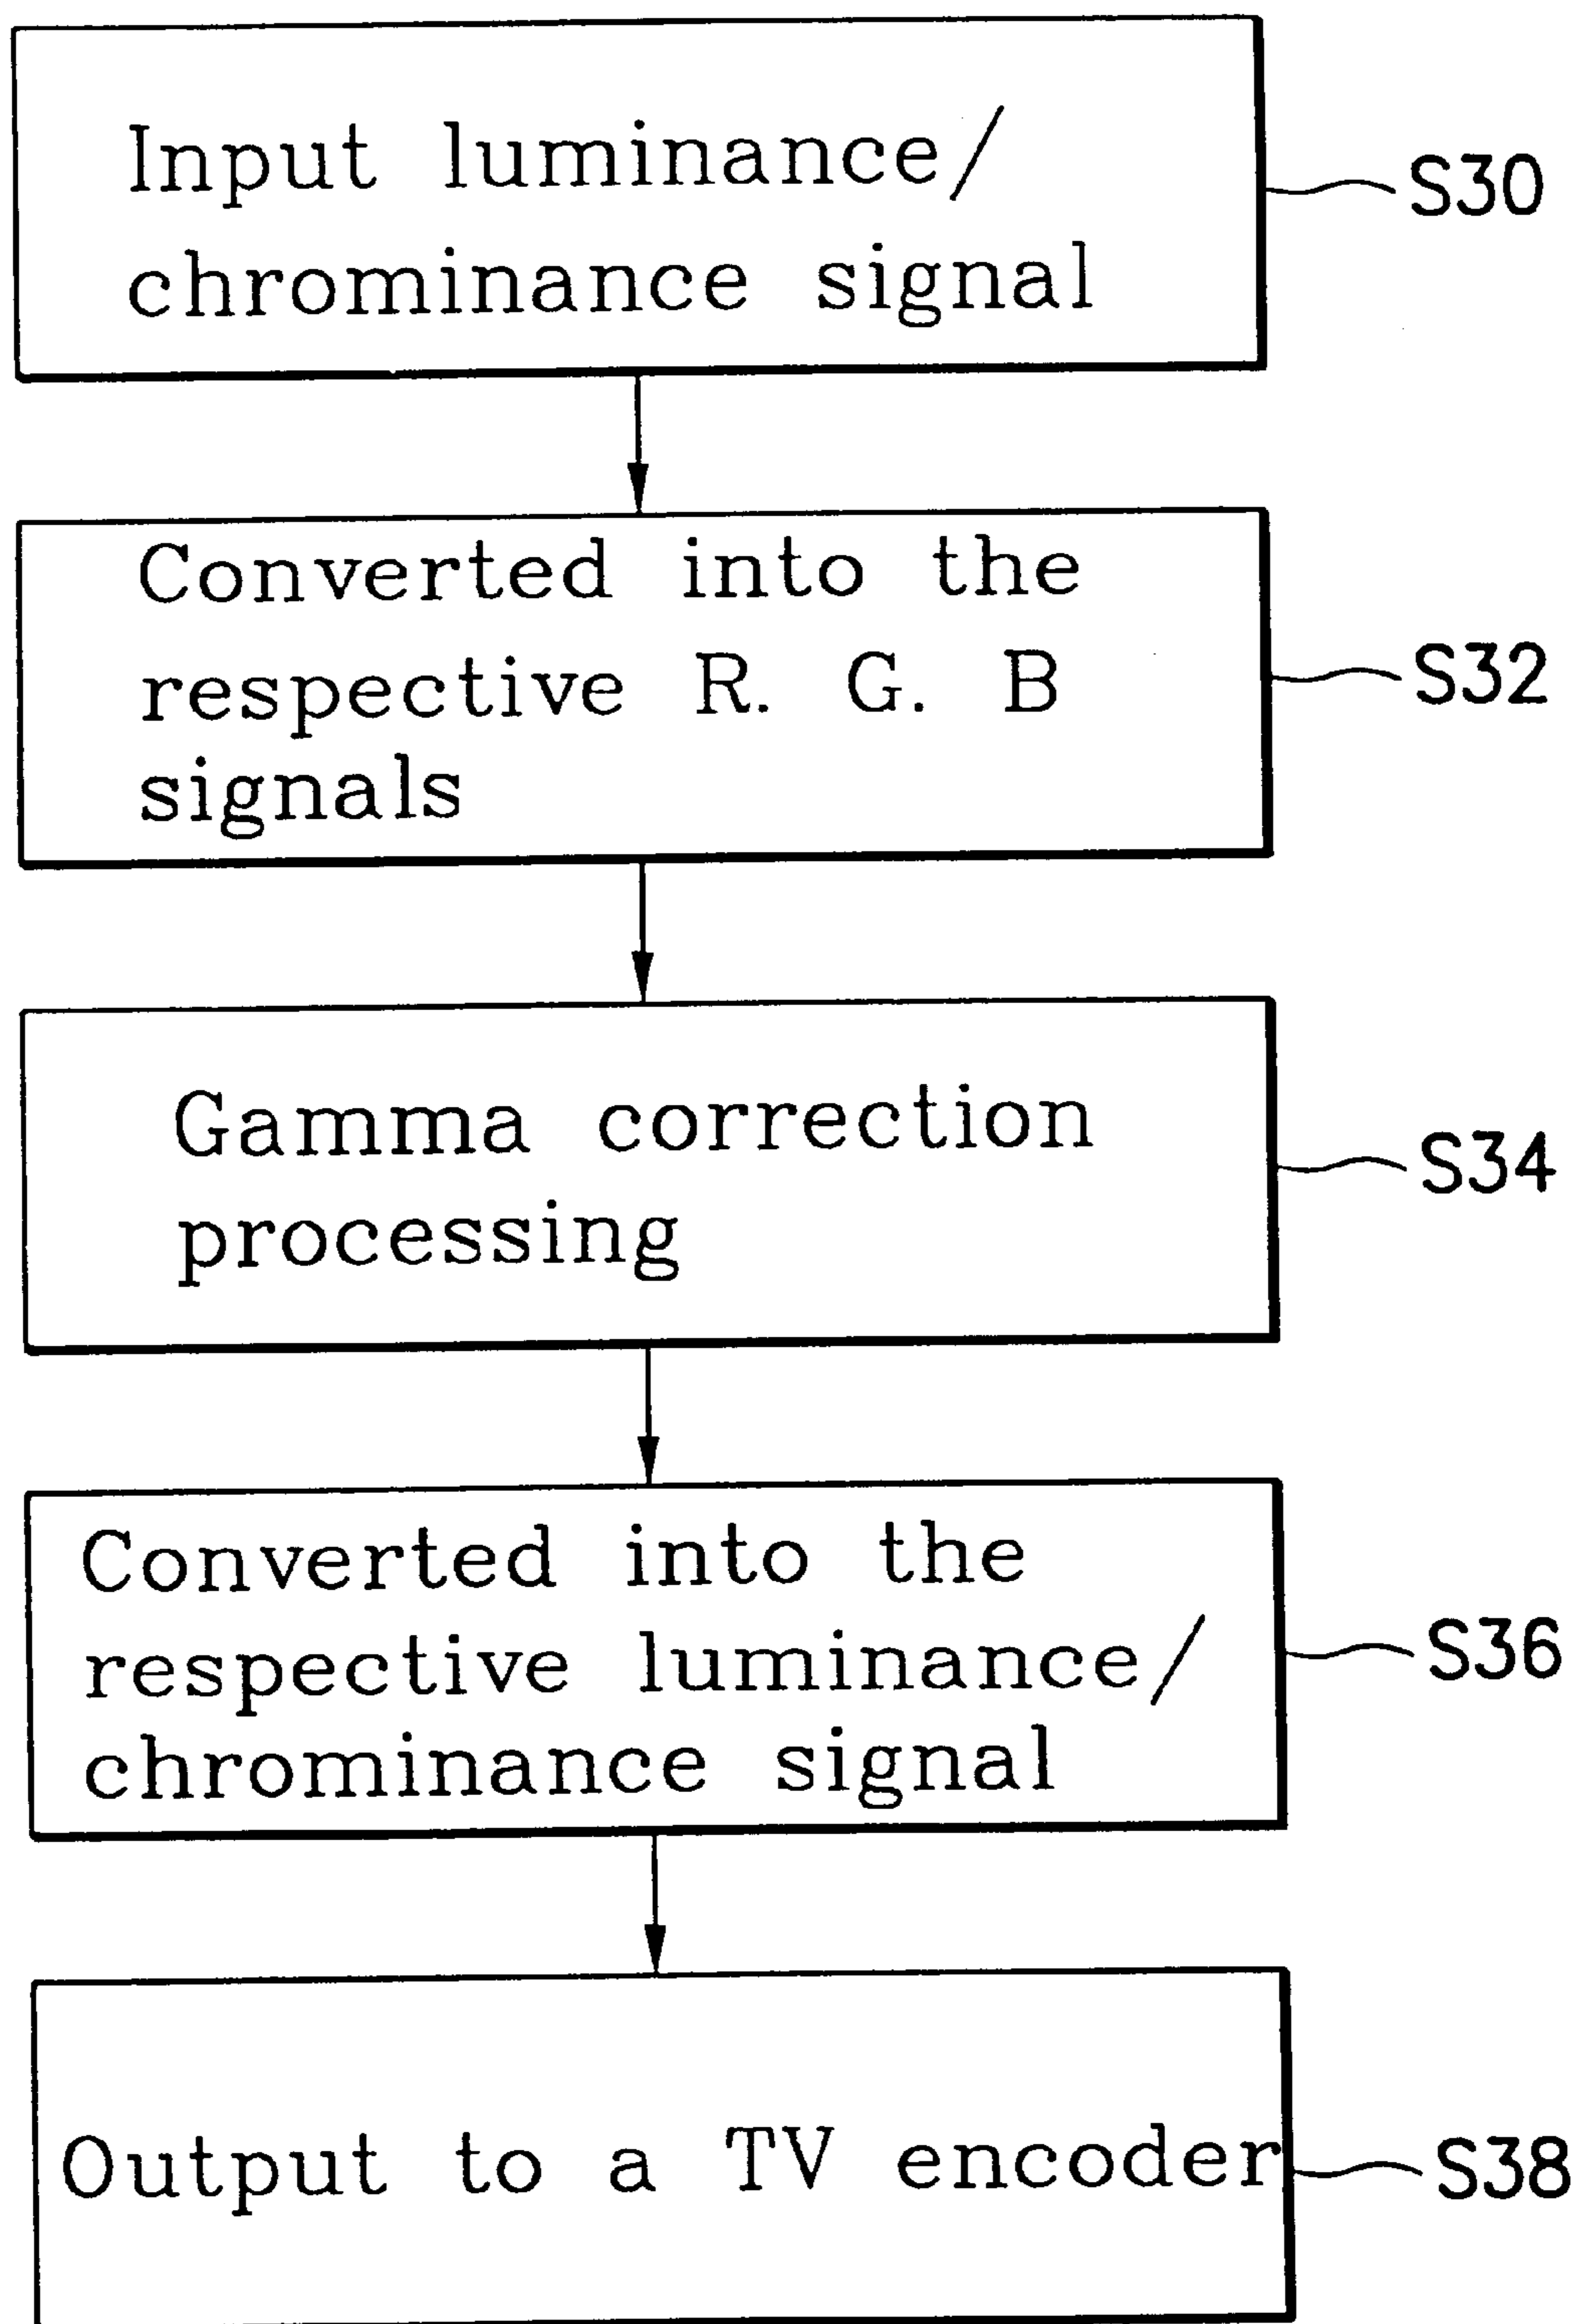 Input luminance/
chrominance signal
S30
Converted into the
respective R. G. B
signals
S32
Gamma correction
processing
S34
Converted into the
respective luminance/
chrominance signal
S36
Output to a TV encoder
S38